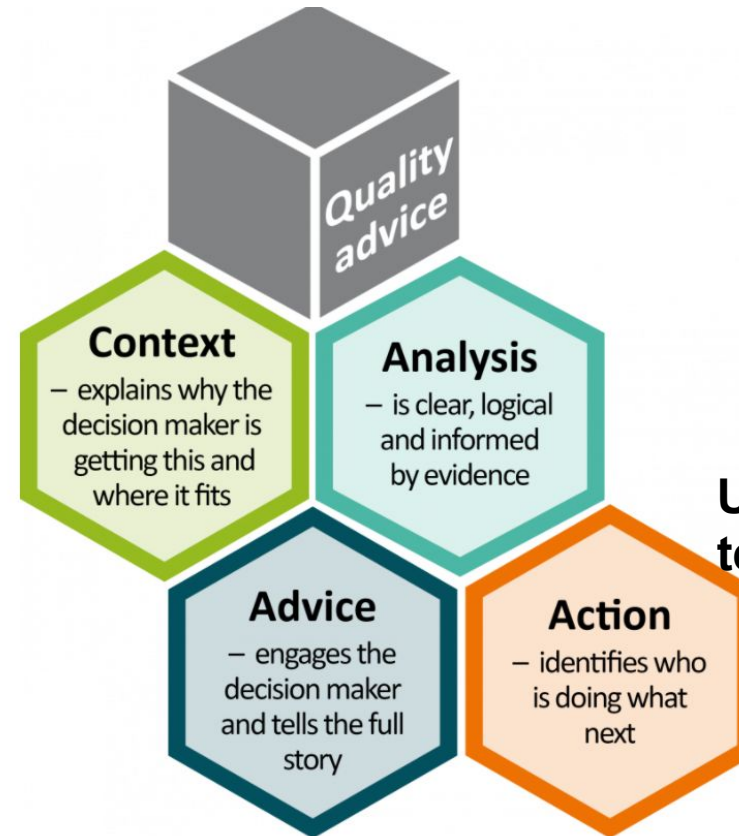 Quality
advice
Context
– explains why the
decision maker is
getting this and
where it fits
Analysis
– is clear, logical
and informed
by evidence
Advice
– engages the
decision maker
and tells the full
story
Action
– identifies who
is doing what
next